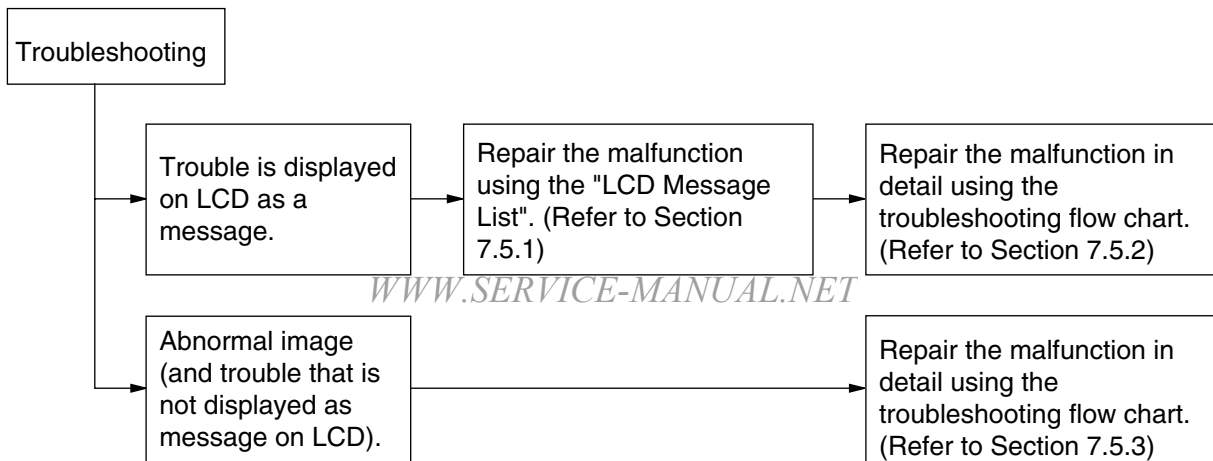 Troubleshooting
Trouble is displayed
on LCD as a
message.
Repair the malfunction
using the "LCD Message
List". (Refer to Section
7.5.1)
Repair the malfunction in
detail using the
troubleshooting flow chart.
(Refer to Section 7.5.2)
WWW.SERVICE-MANUAL.NET
Abnormal image
(and trouble that is
not displayed as
message on LCD).
Repair the malfunction in
detail using the
troubleshooting flow chart.
(Refer to Section 7.5.3)